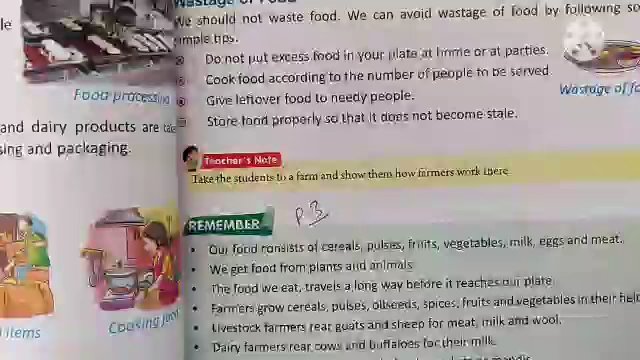 Wastage of Food
We should not waste food. We can avoid wastage of food by following so
simple tips.
Do not put excess food in your plate at home or at parties.
Cook food according to the number of people to be served
Give leftover food to needy people.
Store food properly so that it does not become stale.
Wastage of fo
Food processing
and dairy products are
sing and packaging.
Teacher's Note
Take the students to a farm and show them how farmers work there
REMEMBER
P.3
• Our food consists of cereals, pulses, fruits, vegetables, milk, eggs and meat.
• We get food from plants and animals
• The food we eat, travels a long way before it reaches our plate
• Farmers grow cereals, pulses, oilseeds, spices, fruits and vegetables in their field
• Livestock farmers rear goats and sheep for meat, milk and wool.
• Dairy farmers rear cows and buffaloes for their milk.
items
Cooking food